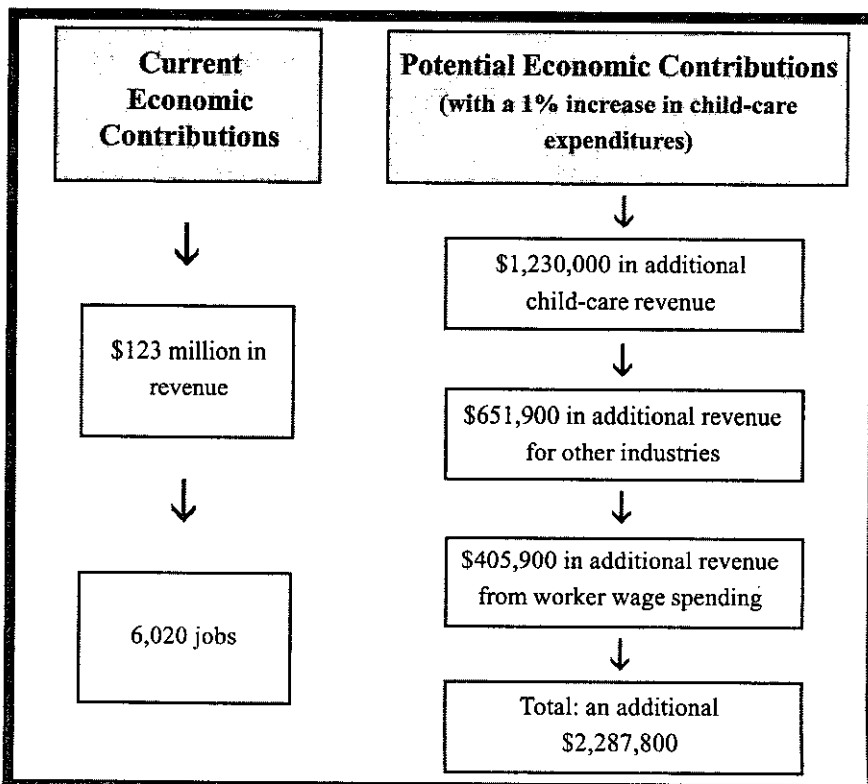 Current
Economic
Contributions
$123 million in
revenue
6,020 jobs
Potential Economic Contributions
(with a 1% increase in child-care
expenditures)
$1,230,000 in additional
child-care revenue
$651,900 in additional revenue
for other industries
$405,900 in additional revenue
from worker wage spending
Total: an additional
$2,287,800